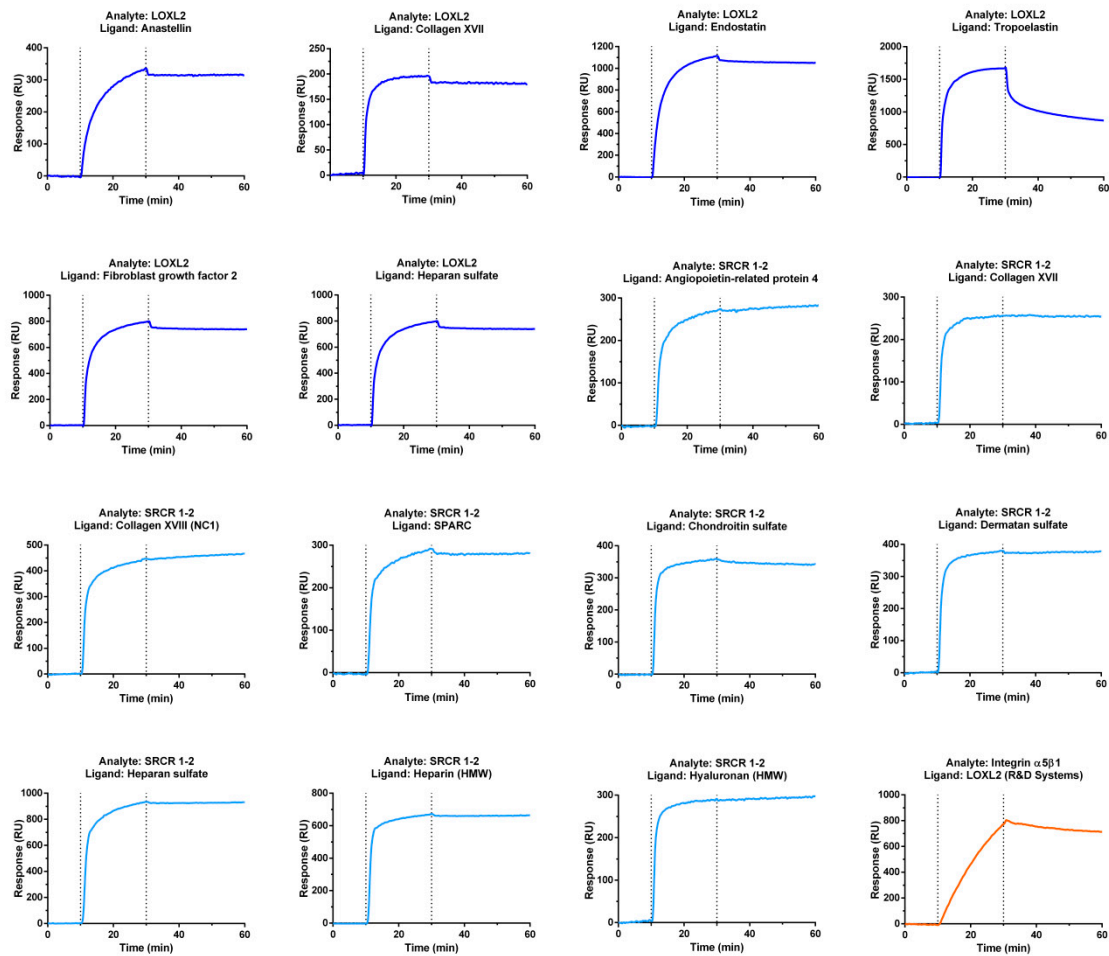 Analyte: LOXL2
Ligand: Anastellin
400
300
200
100
0
0 20 40 60
Response (RU)
Time (min)
Analyte: LOXL2
Ligand: Collagen XVII
250
200
150
100
50
0
0 20 40 60
Response (RU)
Time (min)
Analyte: LOXL2
Ligand: Endostatin
1200
1000
800
600
400
200
0
0 20 40 60
Response (RU)
Time (min)
Analyte: LOXL2
Ligand: Tropoelastin
2000
1500
1000
500
0
0 20 40 60
Response (RU)
Time (min)
Analyte: LOXL2
Ligand: Fibroblast growth factor 2
1000
800
600
400
200
0
0 20 40 60
Response (RU)
Time (min)
Analyte: LOXL2
Ligand: Heparan sulfate
1000
800
600
400
200
0
0 20 40 60
Response (RU)
Time (min)
Analyte: SRCR 1-2
Ligand: Angiopoietin-related protein 4
300
200
100
0
0 20 40 60
Response (RU)
Time (min)
Analyte: SRCR 1-2
Ligand: Collagen XVII
300
200
100
0
0 20 40 60
Response (RU)
Time (min)
Analyte: SRCR 1-2
Ligand: Collagen XVIII (NC1)
500
400
300
200
100
0
0 20 40 60
Response (RU)
Time (min)
Analyte: SRCR 1-2
Ligand: SPARC
300
200
100
0
0 20 40 60
Response (RU)
Time (min)
Analyte: SRCR 1-2
Ligand: Chondroitin sulfate
400
300
200
100
0
0 20 40 60
Response (RU)
Time (min)
Analyte: SRCR 1-2
Ligand: Dermatan sulfate
400
300
200
100
0
0 20 40 60
Response (RU)
Time (min)
Analyte: SRCR 1-2
Ligand: Heparan sulfate
1000
800
600
400
200
0
0 20 40 60
Response (RU)
Time (min)
Analyte: SRCR 1-2
Ligand: Heparin (HMW)
800
600
400
200
0
0 20 40 60
Response (RU)
Time (min)
Analyte: SRCR 1-2
Ligand: Hyaluronan (HMW)
300
200
100
0
0 20 40 60
Response (RU)
Time (min)
Analyte: Integrin α5β1
Ligand: LOXL2 (R&D Systems)
1000
800
600
400
200
0
0 20 40 60
Response (RU)
Time (min)